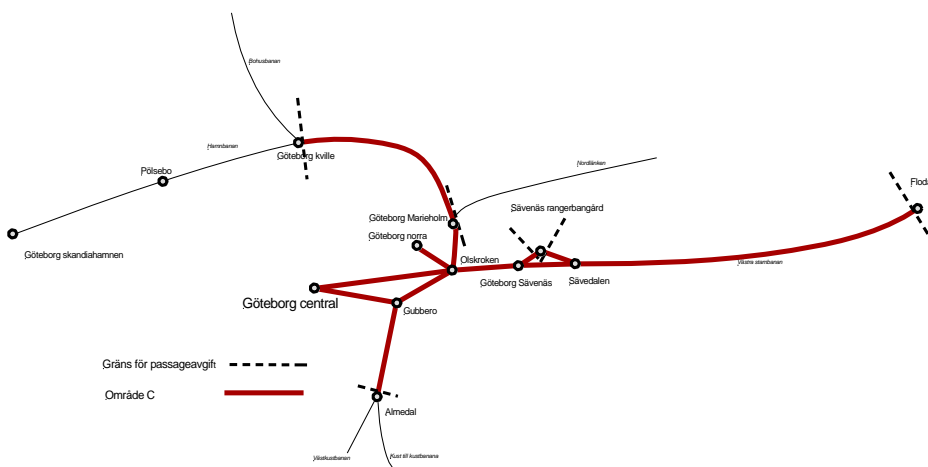 Bohusbanan
Hamnbanan
Göteborg kville
Nordlänken
Pölsebo
Floda
Sävenäs rangerbangård
Göteborg Marieholm
Göteborg norra
Göteborg skandiahamnen
Olskroken
Västra stambanan
Göteborg Sävenäs
Sävedalen
Göteborg central
Gubbero
Gräns för passageavgift
Område C
Almedal
Västkustbanen
Kust till kustbanana